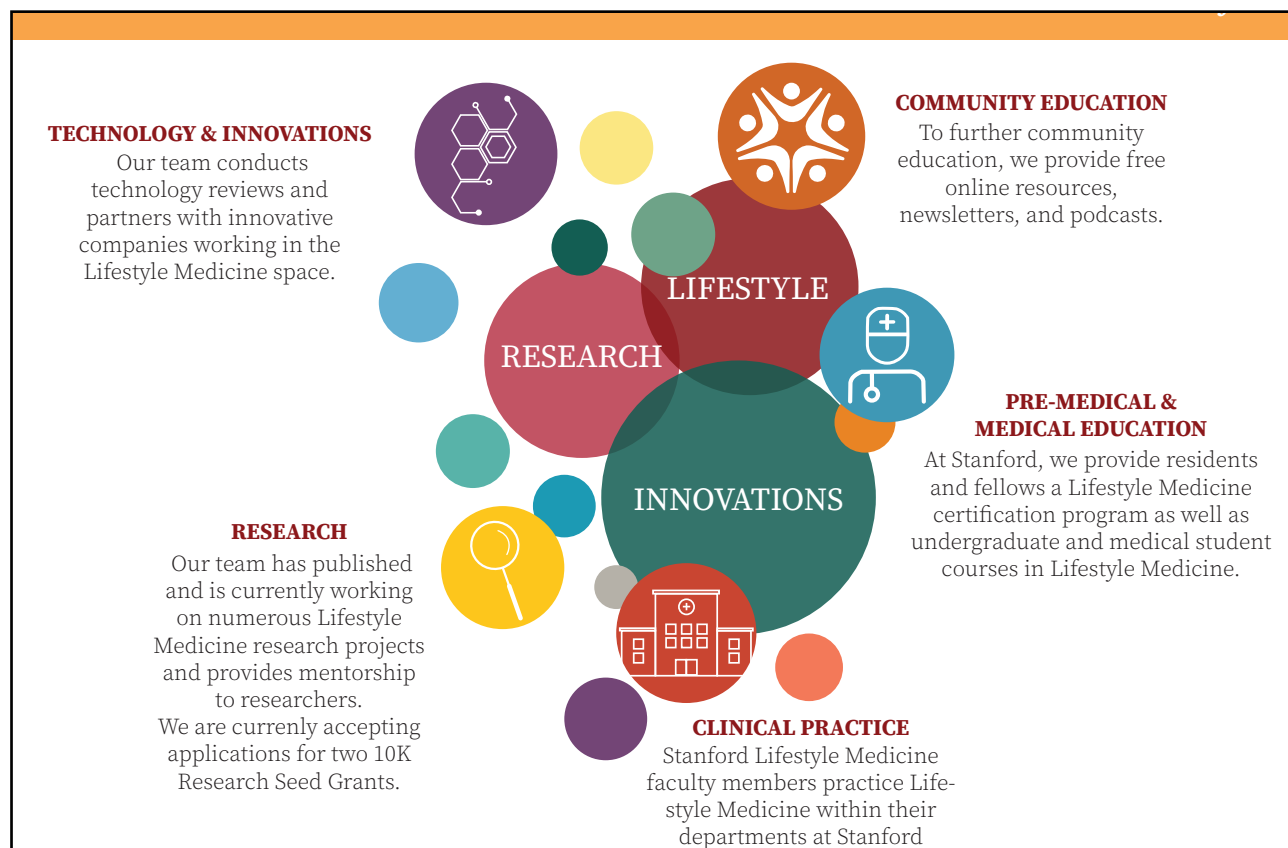 TECHNOLOGY & INNOVATIONS
Our team conducts
technology reviews and
partners with innovative
companies working in the
Lifestyle Medicine space.
COMMUNITY EDUCATION
To further community
education, we provide free
online resources,
newsletters, and podcasts.
LIFESTYLE
RESEARCH
INNOVATIONS
PRE-MEDICAL &
MEDICAL EDUCATION
At Stanford, we provide residents
and fellows a Lifestyle Medicine
certification program as well as
undergraduate and medical student
courses in Lifestyle Medicine.
RESEARCH
Our team has published
and is currently working
on numerous Lifestyle
Medicine research projects
and provides mentorship
to researchers.
We are currently accepting
applications for two 10K
Research Seed Grants.
CLINICAL PRACTICE
Stanford Lifestyle Medicine
faculty members practice Life-
style Medicine within their
departments at Stanford